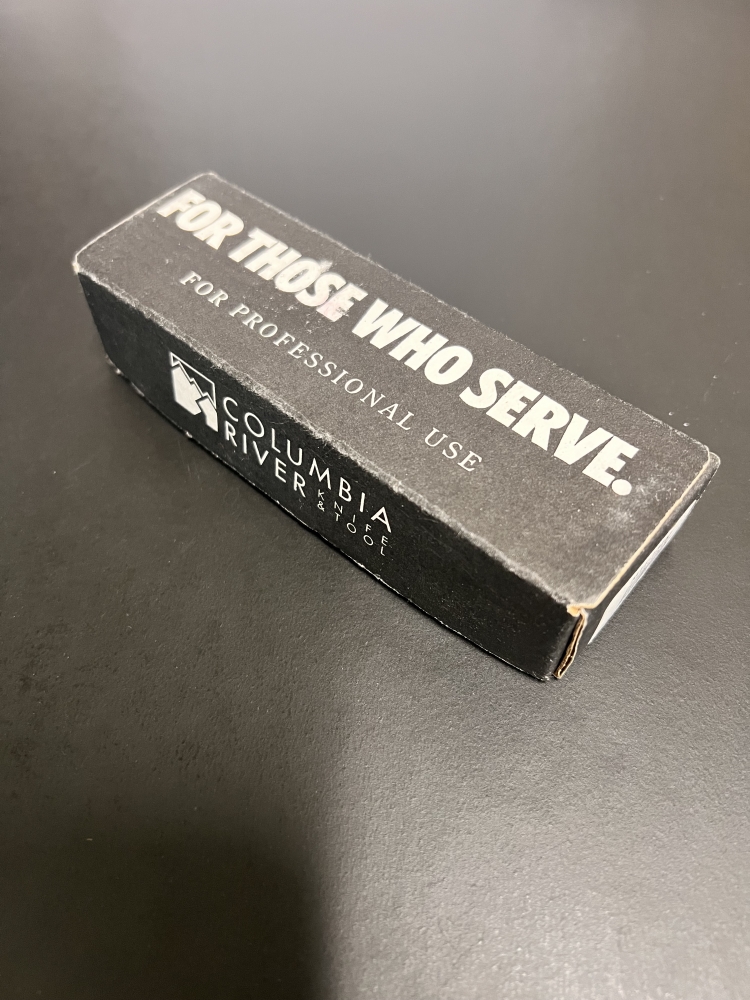 FOR THOSE WHO SERVE.
FOR PROFESSIONAL USE
COLUMBIA
RIVER
KNIFE
& TOOL